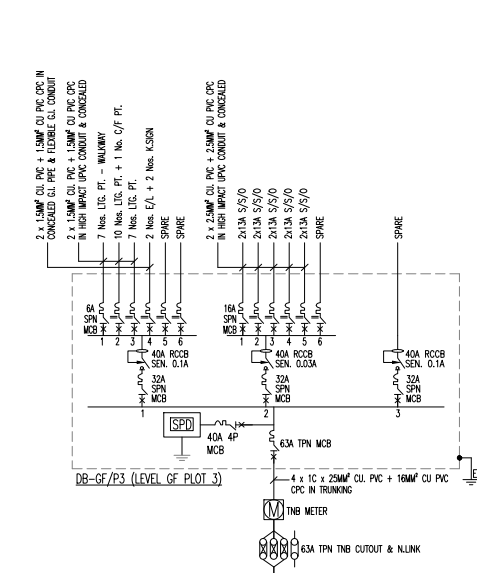 2 x 1.5MM² CU. PVC + 1.5MM² CU PVC CPC IN
CONCEALED G.I. PIPE & FLEXIBLE G.I. CONDUIT
2 x 1.5MM² CU. PVC + 1.5MM² CU PVC CPC
IN HIGH IMPACT UPVC CONDUIT & CONCEALED
7 Nos. LTG. PT. - WALKWAY
10 Nos. LTG. PT. + 1 No. C/F PT.
7 Nos. LTG. PT.
2 Nos. E/L + 2 Nos. K.SIGN
SPARE
SPARE
2 x 2.5MM² CU. PVC + 2.5MM² CU PVC CPC
IN HIGH IMPACT UPVC CONDUIT & CONCEALED
2x13A S/S/O
2x13A S/S/O
2x13A S/S/O
2x13A S/S/O
2x13A S/S/O
SPARE
SPARE
6A
SPN
MCB
1 2 3 4 5 6
16A
SPN
MCB
1 2 3 4 5 6
40A RCCB
SEN. 0.1A
40A RCCB
SEN. 0.03A
40A RCCB
SEN. 0.1A
32A
SPN
MCB
32A
SPN
MCB
32A
SPN
MCB
1 2 3
SPD
40A 4P
MCB
63A TPN MCB
E
DB-GF/P3 (LEVEL GF PLOT 3)
4 x 1C x 25MM² CU. PVC + 16MM² CU PVC
CPC IN TRUNKING
M
TNB METER
63A TPN TNB CUTOUT & N.LINK